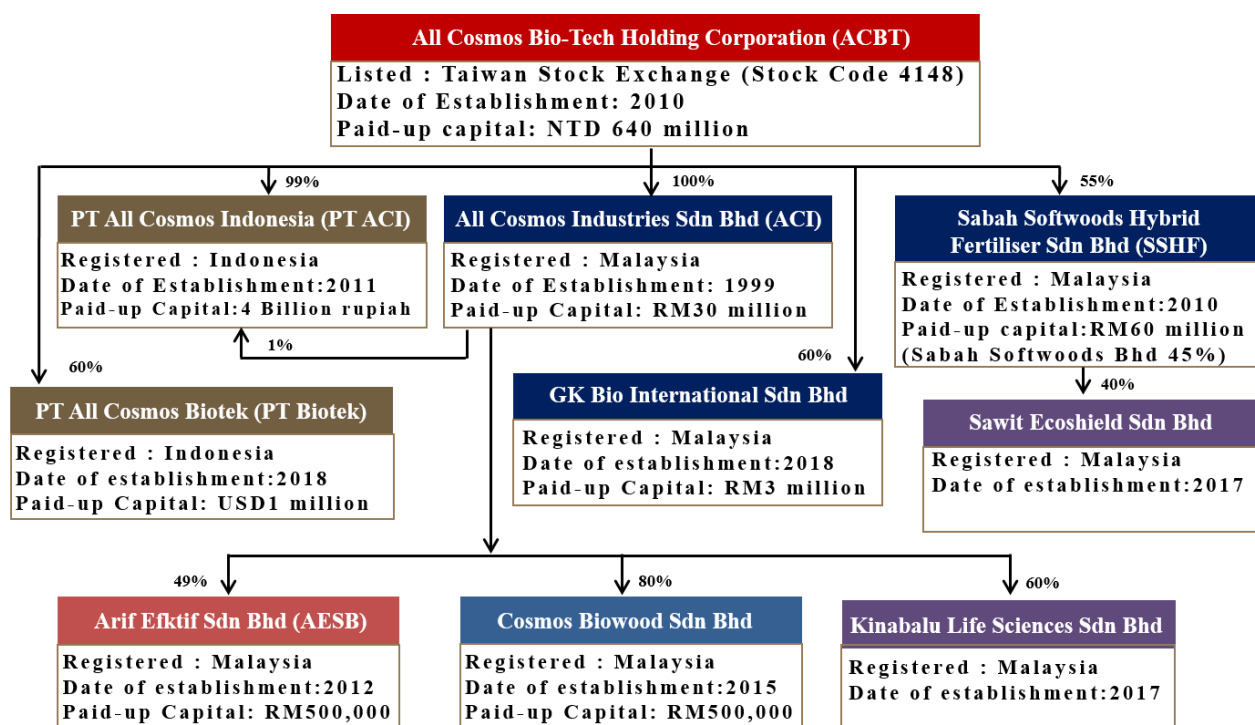 All Cosmos Bio-Tech Holding Corporation (ACBT)
Listed : Taiwan Stock Exchange (Stock Code 4148)
Date of Establishment: 2010
Paid-up capital: NTD 640 million
99%
100%
55%
PT All Cosmos Indonesia (PT ACI)
Registered : Indonesia
Date of Establishment:2011
Paid-up Capital:4 Billion rupiah
All Cosmos Industries Sdn Bhd (ACI)
Registered : Malaysia
Date of Establishment: 1999
Paid-up Capital: RM30 million
Sabah Softwoods Hybrid
Fertiliser Sdn Bhd (SSHF)
Registered : Malaysia
Date of Establishment:2010
Paid-up capital:RM60 million
(Sabah Softwoods Bhd 45%)
1%
60%
60%
40%
PT All Cosmos Biotek (PT Biotek)
Registered : Indonesia
Date of establishment:2018
Paid-up Capital: USD1 million
GK Bio International Sdn Bhd
Registered : Malaysia
Date of establishment:2018
Paid-up Capital: RM3 million
Sawit Ecoshield Sdn Bhd
Registered : Malaysia
Date of establishment:2017
49%
80%
60%
Arif Efktif Sdn Bhd (AESB)
Registered : Malaysia
Date of establishment:2012
Paid-up Capital: RM500,000
Cosmos Biowood Sdn Bhd
Registered : Malaysia
Date of establishment:2015
Paid-up Capital: RM500,000
Kinabalu Life Sciences Sdn Bhd
Registered : Malaysia
Date of establishment:2017